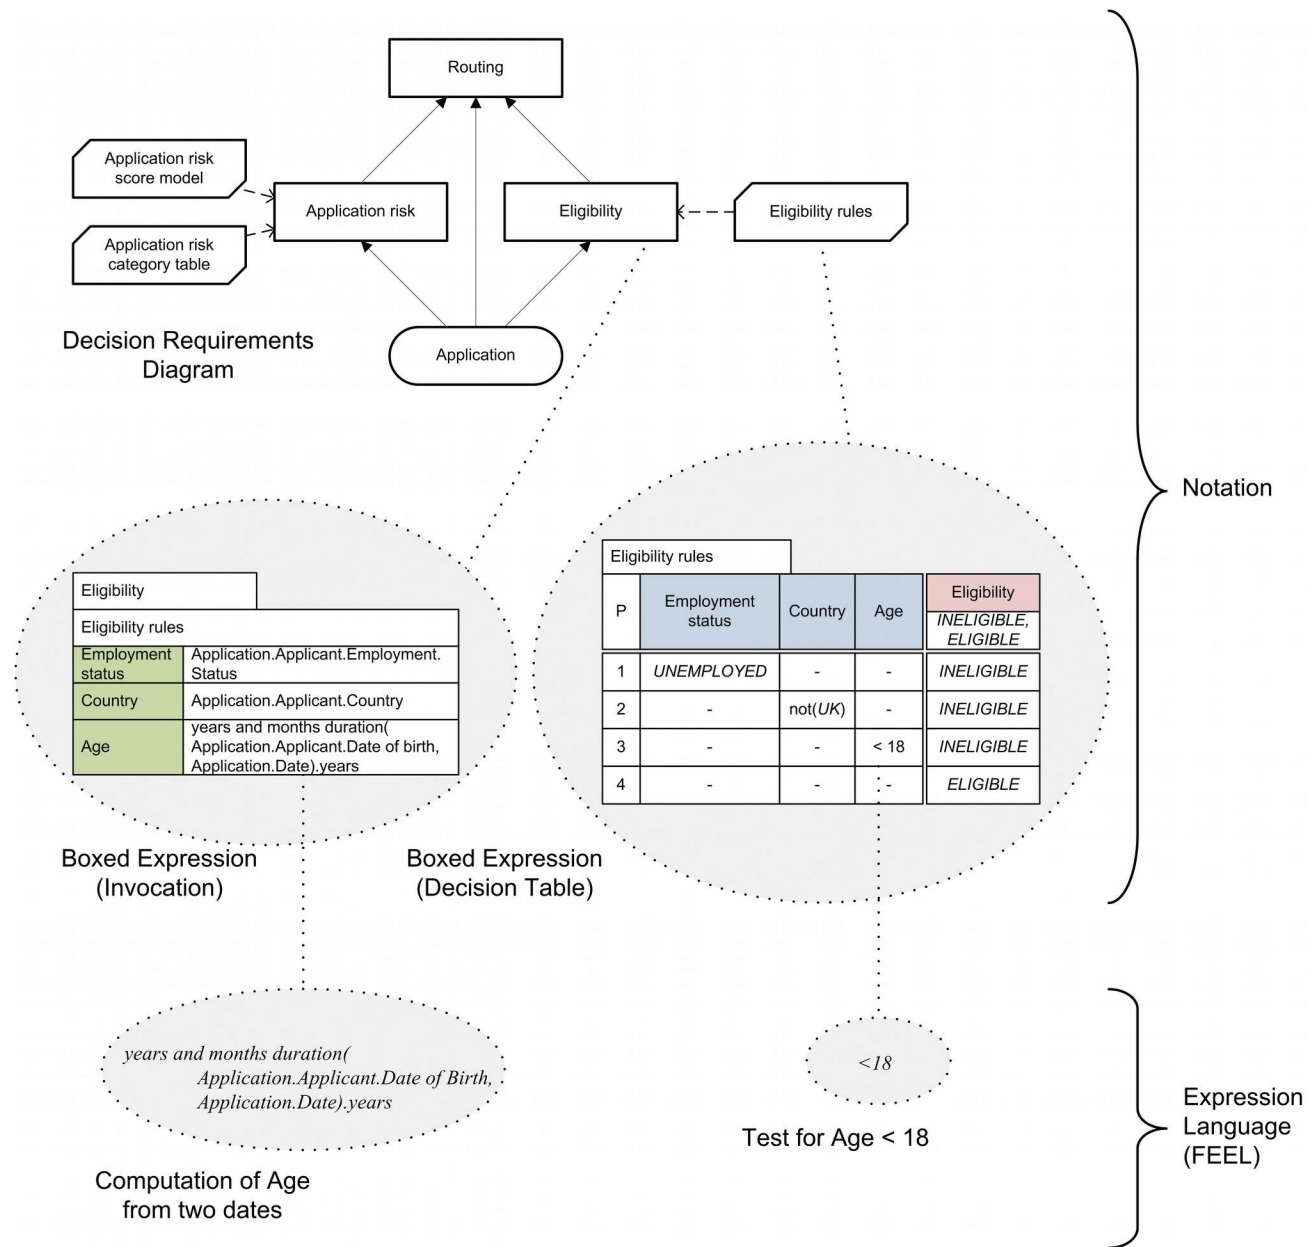 Routing
Application risk
score model
Application risk
Eligibility
Eligibility rules
Application risk
category table
Decision Requirements
Diagram
Application
Notation
Eligibility
Eligibility rules
Employment
status
Application.Applicant.Employment.
Status
Country
Application.Applicant.Country
Age
years and months duration(
Application.Applicant.Date of birth,
Application.Date).years
Boxed Expression
(Invocation)
Eligibility rules
P
Employment
status
Country
Age
Eligibility
INELIGIBLE,
ELIGIBLE
1 UNEMPLOYED - - INELIGIBLE
2 - not(UK) - INELIGIBLE
3 - - < 18 INELIGIBLE
4 - - - ELIGIBLE
Boxed Expression
(Decision Table)
years and months duration(
Application.Applicant.Date of Birth,
Application.Date).years
Computation of Age
from two dates
<18
Test for Age < 18
Expression
Language
(FEEL)